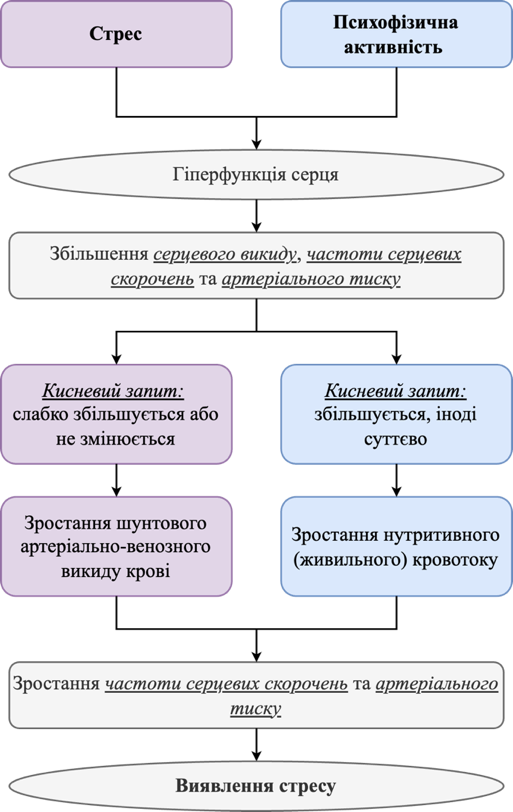 Стрес
Психофізична
активність
Гіперфункція серця
Збільшення серцевого викиду, частоти серцевих
скорочень та артеріального тиску
Кисневий запит:
слабко збільшується або
не змінюється
Кисневий запит:
збільшується, іноді
суттєво
Зростання шунтового
артеріально-венозного
викиду крові
Зростання нутритивного
(живильного) кровотоку
Зростання частоти серцевих скорочень та артеріального
тиску
Виявлення стресу